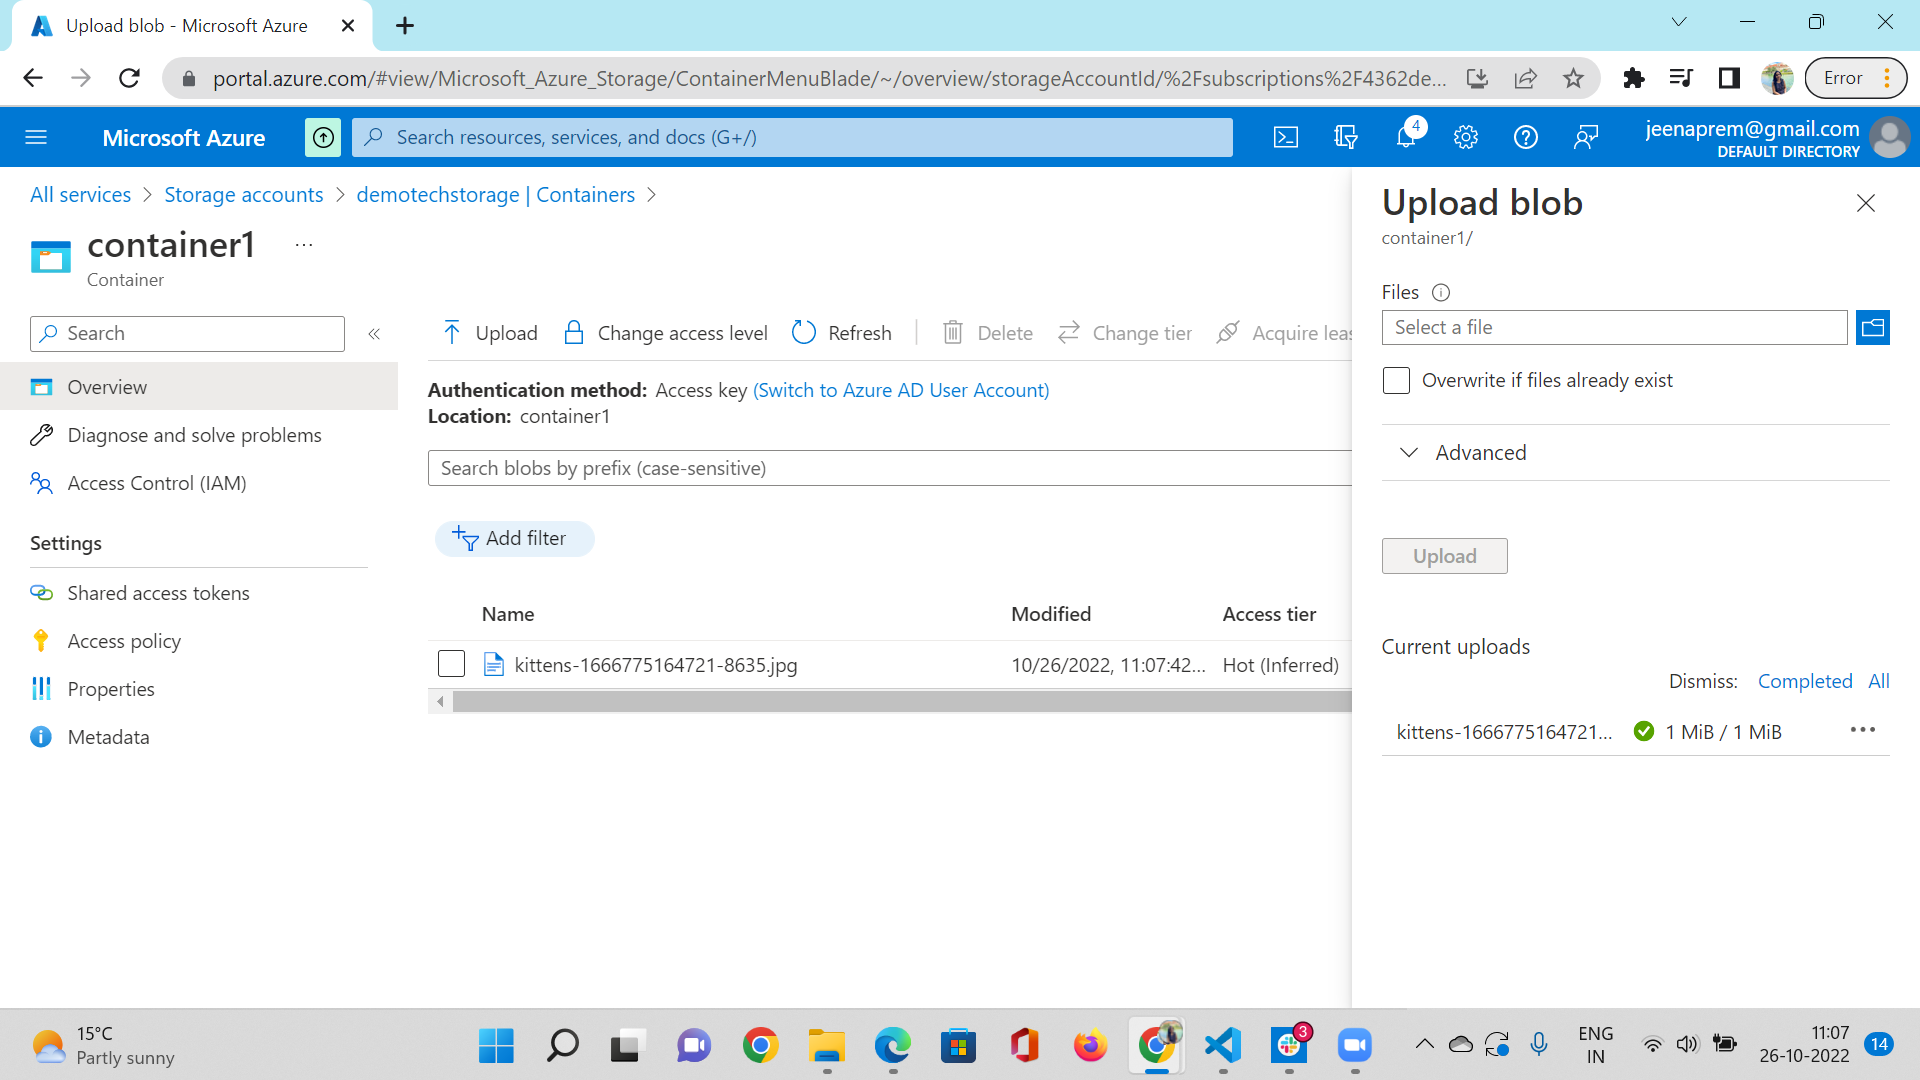 Upload blob - Microsoft Azure
portal.azure.com/#view/Microsoft_Azure_Storage/ContainerMenuBlade/~/overview/storageAccountId/%2Fsubscriptions%2F4362de...
Error
Microsoft Azure
Search resources, services, and docs (G+/)
4
jeenaprem@gmail.com
DEFAULT DIRECTORY
All services > Storage accounts > demotechstorage | Containers >
container1 ...
Container
Search
Overview
Diagnose and solve problems
Access Control (IAM)
Settings
Shared access tokens
Access policy
Properties
Metadata
Upload Change access level Refresh Delete Change tier Acquire leas
Authentication method: Access key (Switch to Azure AD User Account)
Location: container1
Search blobs by prefix (case-sensitive)
Add filter
Name Modified Access tier
kittens-1666775164721-8635.jpg 10/26/2022, 11:07:42... Hot (Inferred)
Upload blob
container1/
Files
Select a file
Overwrite if files already exist
Advanced
Upload
Current uploads
Dismiss: Completed All
kittens-1666775164721... 1 MiB / 1 MiB
15°C
Partly sunny
3
ENG
IN
11:07
26-10-2022
14